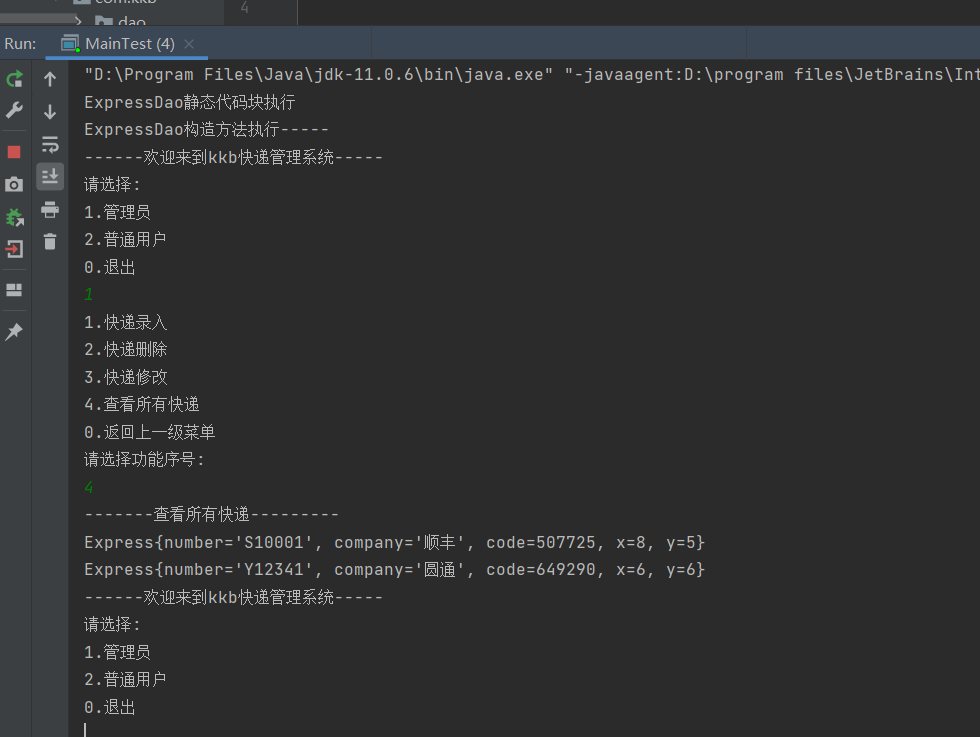 com.kkb
4
dao
Run:
MainTest (4)
"D:\Program Files\Java\jdk-11.0.6\bin\java.exe" "-javaagent:D:\program files\JetBrains\Int
ExpressDao静态代码块执行
ExpressDao构造方法执行-----
------欢迎来到kkb快递管理系统-----
请选择:
1.管理员
2.普通用户
0.退出
1
1.快递录入
2.快递删除
3.快递修改
4.查看所有快递
0.返回上一级菜单
请选择功能序号:
4
-------查看所有快递---------
Express{number='S10001', company='顺丰', code=507725, x=8, y=5}
Express{number='Y12341', company='圆通', code=649290, x=6, y=6}
------欢迎来到kkb快递管理系统-----
请选择:
1.管理员
2.普通用户
0.退出